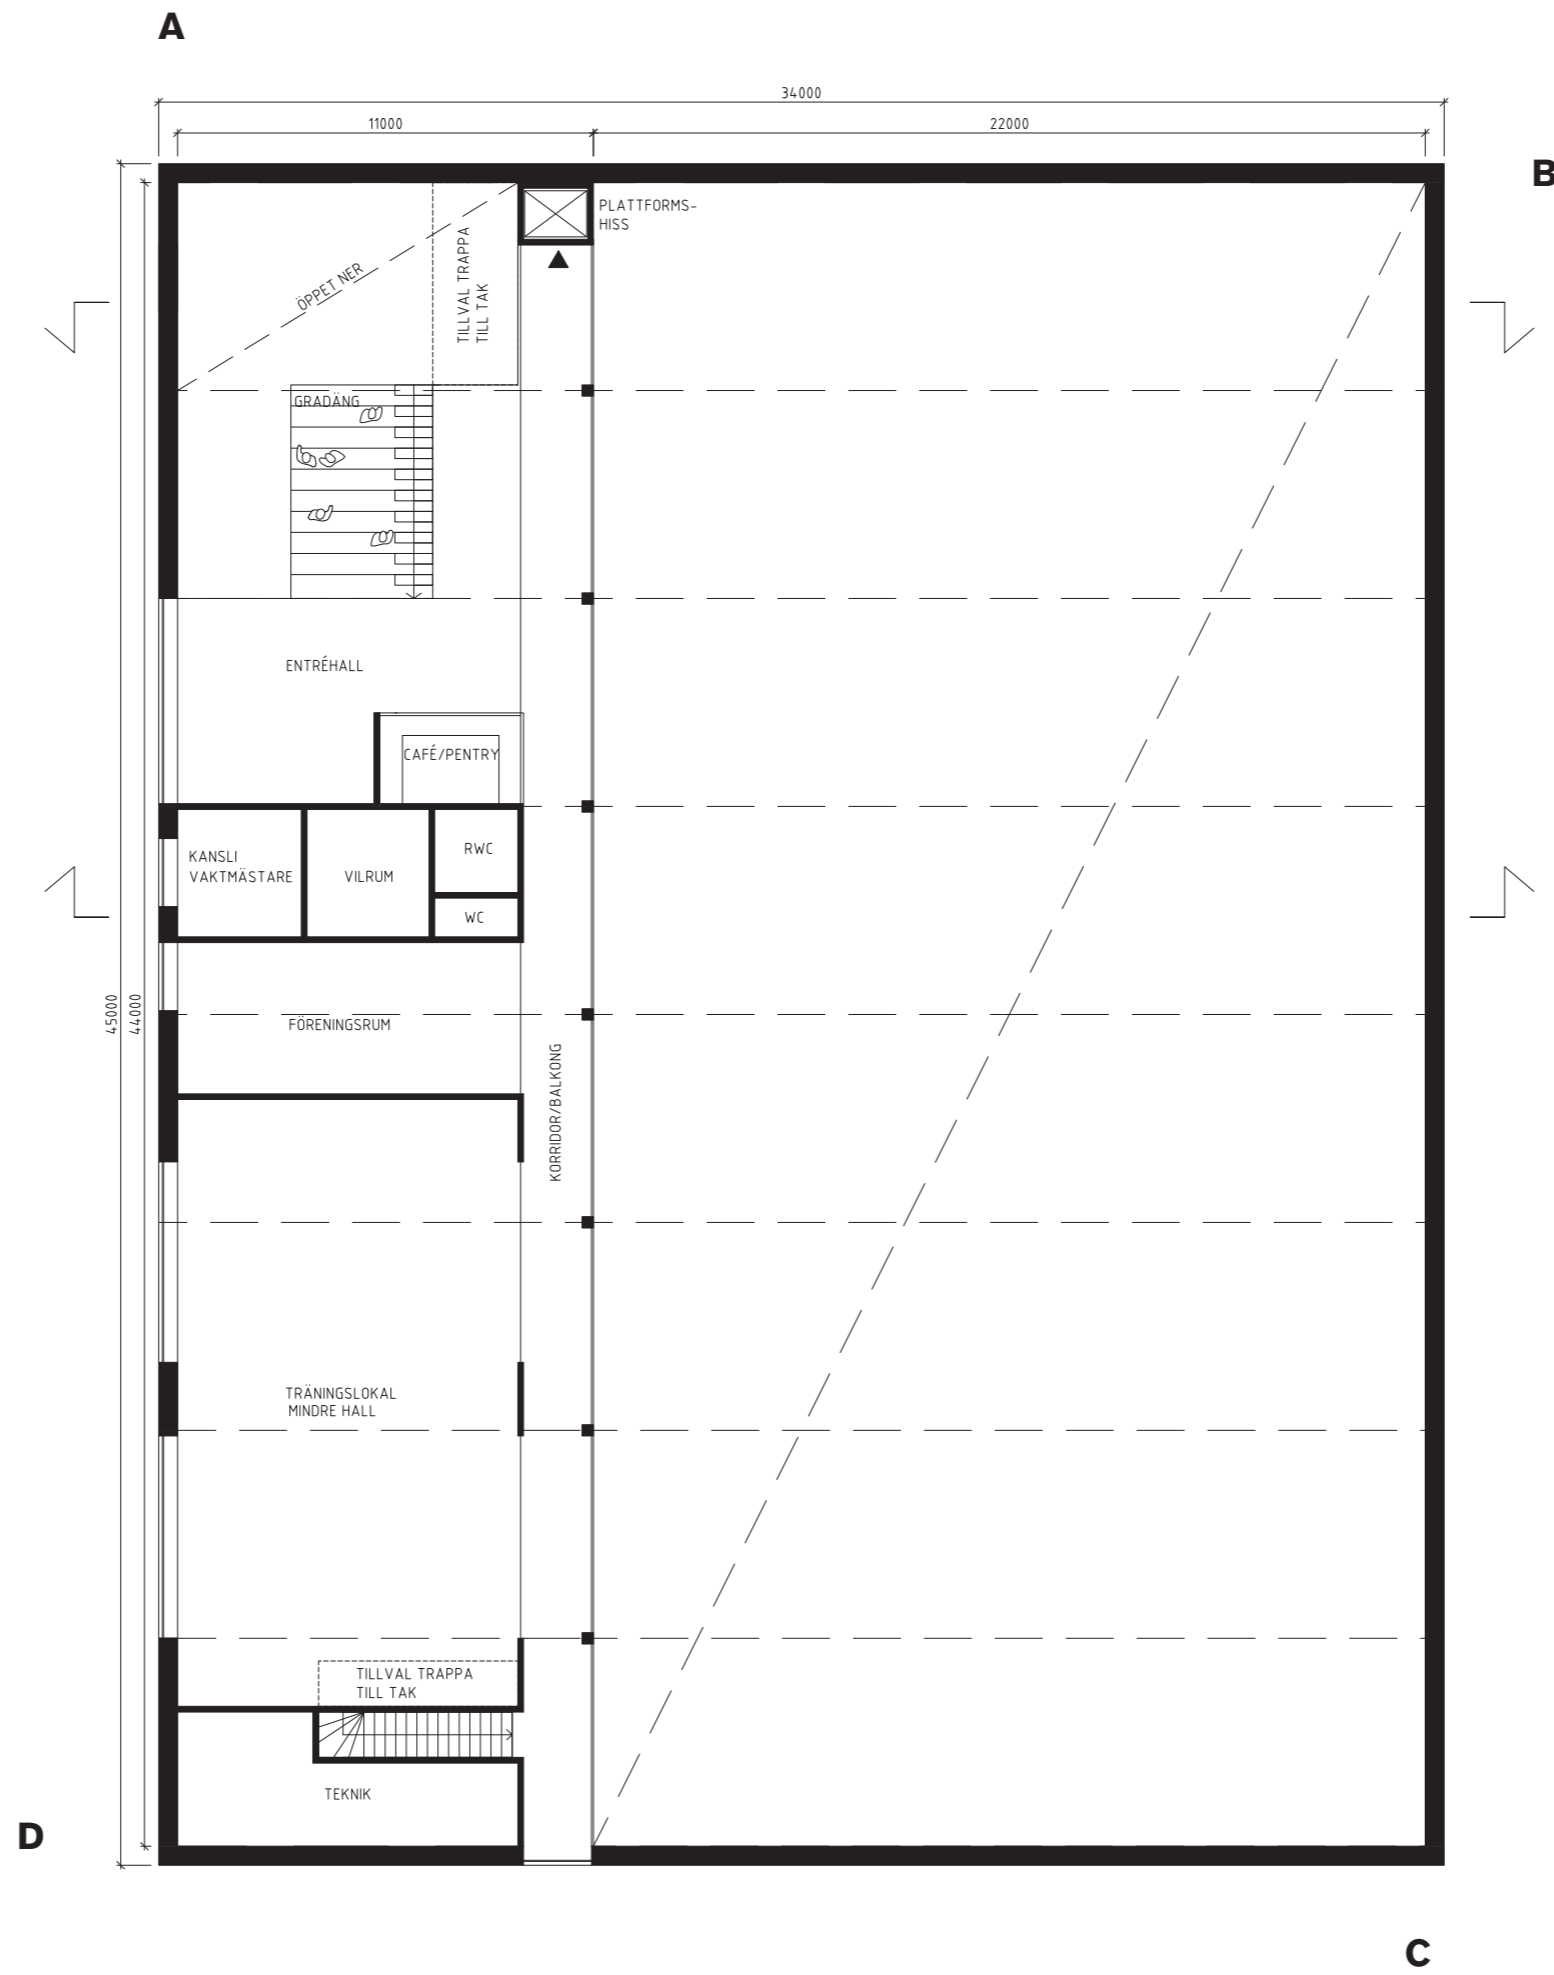 A
34000
11000
22000
B
PLATTFORMS-
HISS
ÖPPET NER
TILLVAL TRAPPA
TILL TAK
GRADÄNG
ENTRÉHALL
CAFÉ/PENTRY
KANSLI
VAKTMÄSTARE
VILRUM
RWC
WC
45000
44000
FÖRENINGSRUM
KORRIDOR/BALKONG
TRÄNINGSLOKAL
MINDRE HALL
TILLVAL TRAPPA
TILL TAK
TEKNIK
D
C